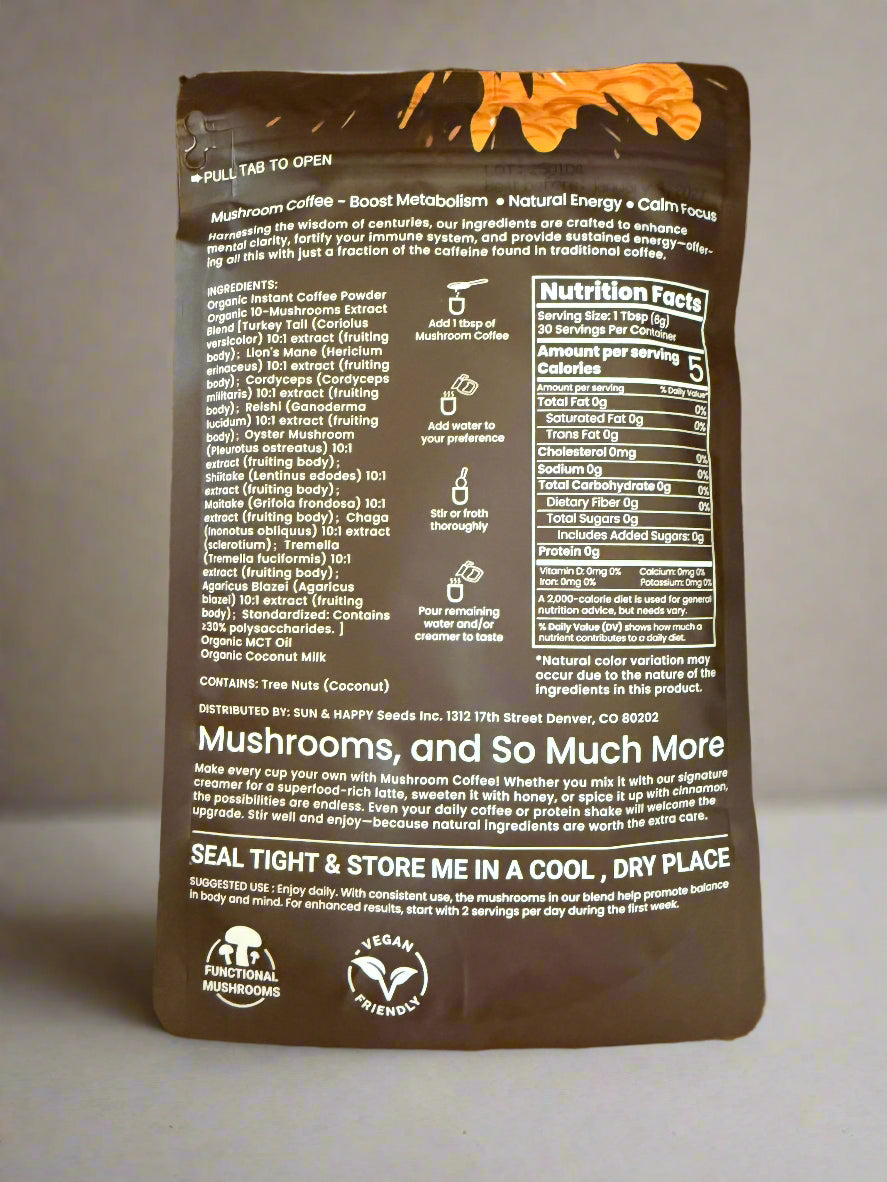 PULL TAB TO OPEN
Mushroom Coffee - Boost Metabolism • Natural Energy • Calm Focus
Harnessing the wisdom of centuries, our ingredients are crafted to enhance
mental clarity, fortify your immune system, and provide sustained energy—offer-
ing all this with just a fraction of the caffeine found in traditional coffee.
INGREDIENTS:
Organic Instant Coffee Powder
Organic 10-Mushrooms Extract
Blend [Turkey Tail (Coriolus
versicolor) 10:1 extract (fruiting
body); Lion's Mane (Hericium
erinaceus) 10:1 extract (fruiting
body); Cordyceps (Cordyceps
militaris) 10:1 extract (fruiting
body); Reishi (Ganoderma
lucidum) 10:1 extract (fruiting
body); Oyster Mushroom
(Pleurotus ostreatus) 10:1
extract (fruiting body);
Shiitake (Lentinus edodes) 10:1
extract (fruiting body);
Maitake (Grifola frondosa) 10:1
extract (fruiting body); Chaga
(Inonotus obliquus) 10:1 extract
(sclerotium); Tremella
(Tremella fuciformis) 10:1
extract (fruiting body);
Agaricus Blazei (Agaricus
blazei) 10:1 extract (fruiting
body); Standardized: Contains
≥30% polysaccharides. ]
Organic MCT Oil
Organic Coconut Milk
CONTAINS: Tree Nuts (Coconut)
Add 1 tbsp of
Mushroom Coffee
Add water to
your preference
Stir or froth
thoroughly
Pour remaining
water and/or
creamer to taste
Nutrition Facts
Serving Size: 1 Tbsp (6g)
30 Servings Per Container
Amount per serving
Calories 5
Amount per serving % Daily Value*
Total Fat 0g 0%
Saturated Fat 0g 0%
Trans Fat 0g
Cholesterol 0mg 0%
Sodium 0g 0%
Total Carbohydrate 0g 0%
Dietary Fiber 0g 0%
Total Sugars 0g
Includes Added Sugars: 0g
Protein 0g
Vitamin D: 0mg 0% Calcium: 0mg 0%
Iron: 0mg 0% Potassium: 0mg 0%
A 2,000-calorie diet is used for general
nutrition advice, but needs vary.
* % Daily Value (DV) shows how much a
nutrient contributes to a daily diet.
*Natural color variation may
occur due to the nature of the
ingredients in this product.
DISTRIBUTED BY: SUN & HAPPY Seeds Inc. 1312 17th Street Denver, CO 80202
Mushrooms, and So Much More
Make every cup your own with Mushroom Coffee! Whether you mix it with our signature
creamer for a superfood-rich latte, sweeten it with honey, or spice it up with cinnamon,
the possibilities are endless. Even your daily coffee or protein shake will welcome the
upgrade. Stir well and enjoy—because natural ingredients are worth the extra care.
SEAL TIGHT & STORE ME IN A COOL , DRY PLACE
SUGGESTED USE : Enjoy daily. With consistent use, the mushrooms in our blend help promote balance
in body and mind. For enhanced results, start with 2 servings per day during the first week.
FUNCTIONAL
MUSHROOMS
VEGAN
FRIENDLY